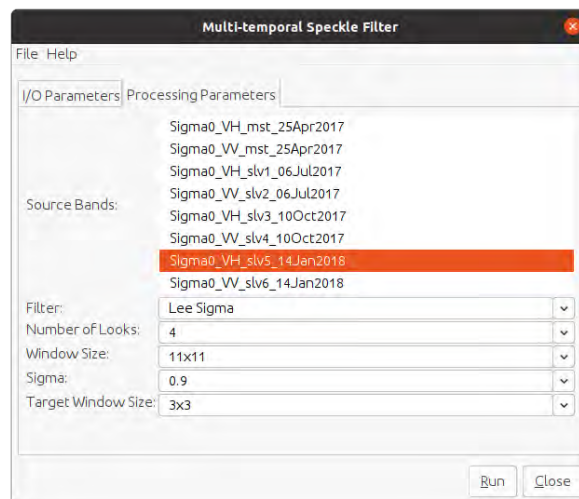 Multi-temporal Speckle Filter
File Help
I/O Parameters Processing Parameters
Source Bands:
Sigma0_VH_mst_25Apr2017
Sigma0_VV_mst_25Apr2017
Sigma0_VH_slv1_06Jul2017
Sigma0_VV_slv2_06Jul2017
Sigma0_VH_slv3_10Oct2017
Sigma0_VV_slv4_10Oct2017
Sigma0_VH_slv5_14Jan2018
Sigma0_VV_slv6_14Jan2018
Filter: Lee Sigma
Number of Looks: 4
Window Size: 11x11
Sigma: 0.9
Target Window Size: 3x3
Run Close